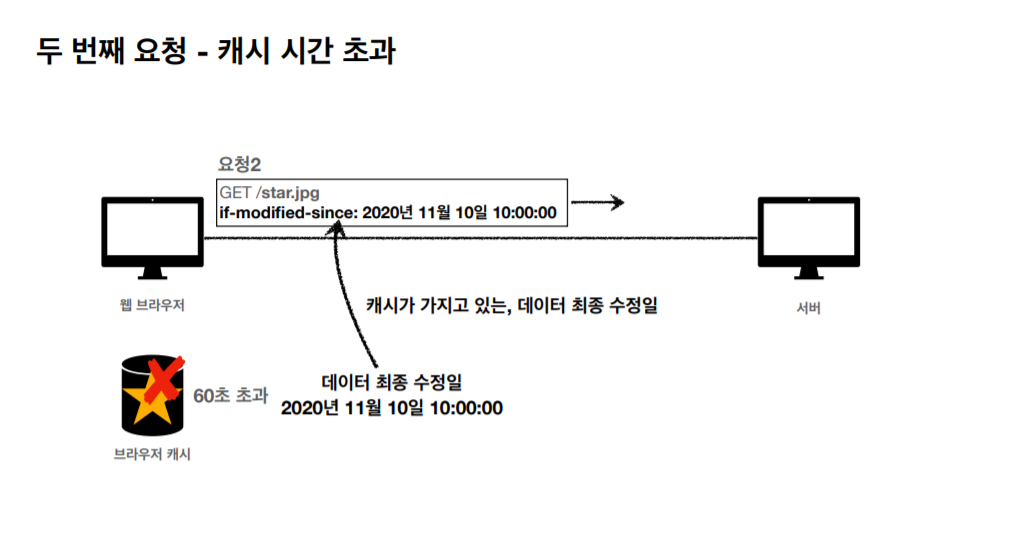 두 번째 요청 - 캐시 시간 초과
요청2
GET /star.jpg
if-modified-since: 2020년 11월 10일 10:00:00
웹 브라우저
캐시가 가지고 있는, 데이터 최종 수정일
서버
60초 초과
데이터 최종 수정일
2020년 11월 10일 10:00:00
브라우저 캐시